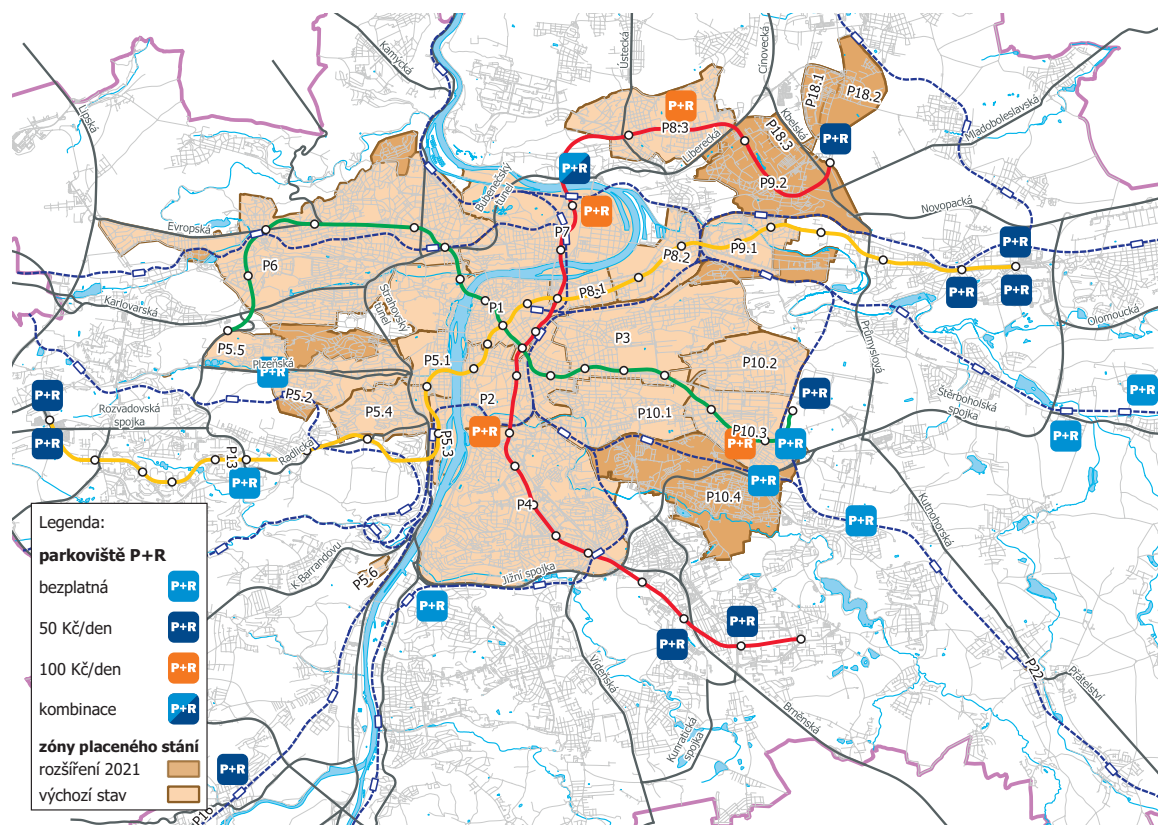 Kamýcká
Ústecká
Cínovecká
P18.1
P18.2
Lipská
P+R
P8.3
Kbelská
P18.3
Mladoboleslavská
P+R
Liberecká
P+R
Bubenečský
tunel
P9.2
P+R
Novopacká
Evropská
P7
P+R
P6
P8.2
P9.1
P+R
P+R
Karlovarská
Strahovský
tunel
P8.1
P1
Olomoucká
P5.5
P3
Průmyslová
Plzeňská
P5.1
P10.2
P+R
P+R
P5.2
P2
P+R
P+R
Rozvadovská
spojka
P5.4
P10.1
Štěrboholská
spojka
P+R
P+R
P5.3
P+R
P10.3
P+R
P+R
P13
Radlická
P+R
P+R
P10.4
P4
P+R
Kutnohorská
K Barrandovu
P5.6
Jižní spojka
P+R
P+R
P+R
Vídeňská
P22
Přátelství
Brněnská
Kunratická
spojka
P+R
P1b
Legenda:
parkoviště P+R
bezplatná P+R
50 Kč/den P+R
100 Kč/den P+R
kombinace P+R
zóny placeného stání
rozšíření 2021
výchozí stav